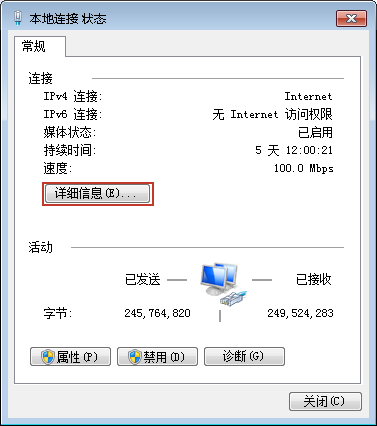 本地连接 状态
常规
连接
IPv4 连接: Internet
IPv6 连接: 无 Internet 访问权限
媒体状态: 已启用
持续时间: 5 天 12:00:21
速度: 100.0 Mbps
详细信息(E)...
活动
已发送 — — 已接收
字节: 245,764,820 | 249,524,283
属性(P) 禁用(D) 诊断(G)
关闭(C)